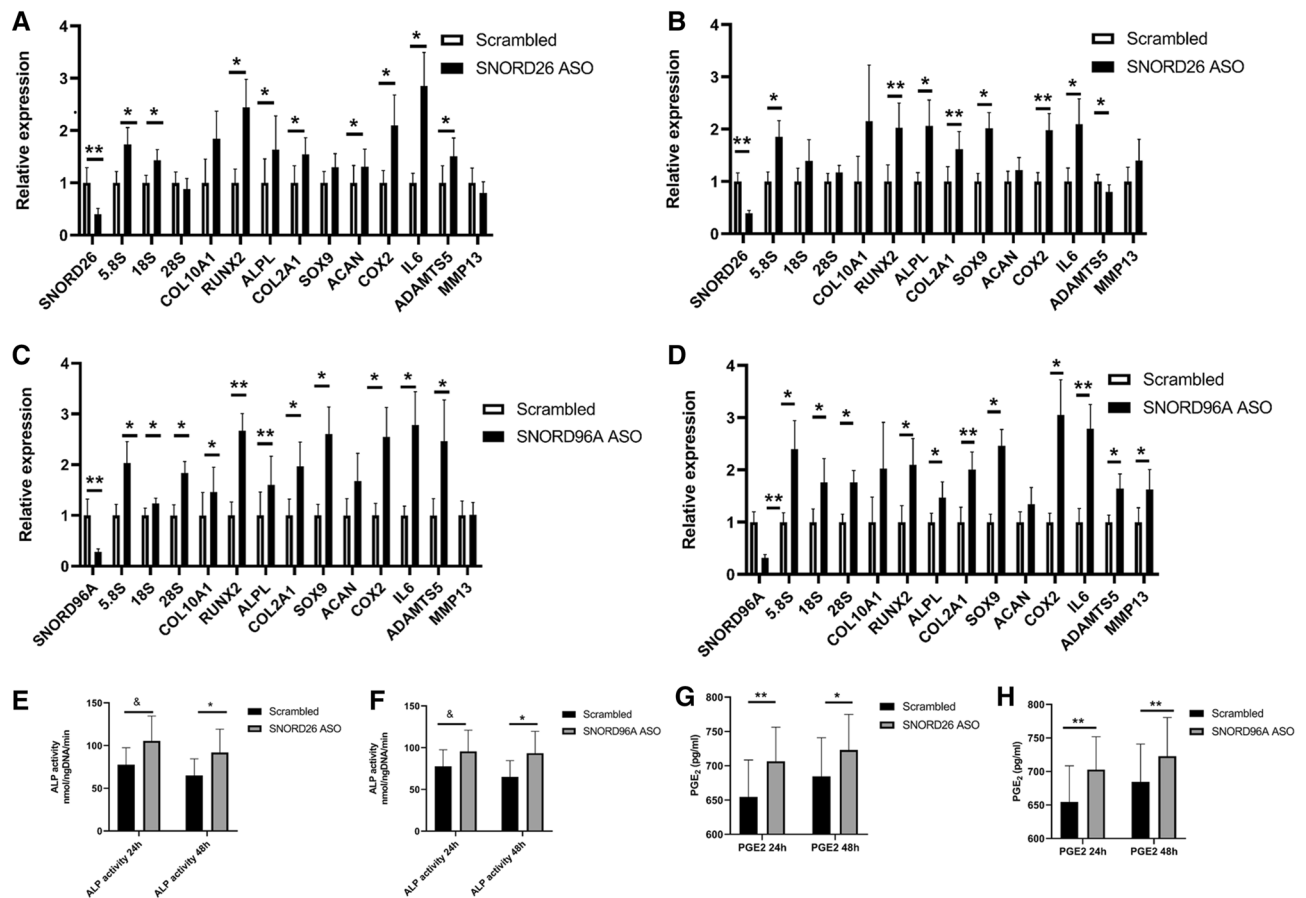 A
Relative expression
4
3
2
1
0
*
**
*
*
*
*
*
*
*
*
*
Scrambled
SNORD26 ASO
SNORD26
5.8S
18S
28S
COL10A1
RUNX2
ALPL
COL2A1
SOX9
ACAN
COX2
IL6
ADAMTS5
MMP13
B
Relative expression
4
3
2
1
0
**
*
**
*
**
*
**
*
*
Scrambled
SNORD26 ASO
SNORD26
5.8S
18S
28S
COL10A1
RUNX2
ALPL
COL2A1
SOX9
ACAN
COX2
IL6
ADAMTS5
MMP13
C
Relative expression
4
3
2
1
0
**
*
*
*
*
**
**
*
*
*
*
*
Scrambled
SNORD96A ASO
SNORD96A
5.8S
18S
28S
COL10A1
RUNX2
ALPL
COL2A1
SOX9
ACAN
COX2
IL6
ADAMTS5
MMP13
D
Relative expression
4
3
2
1
0
**
*
*
*
*
*
**
*
*
**
*
*
Scrambled
SNORD96A ASO
SNORD96A
5.8S
18S
28S
COL10A1
RUNX2
ALPL
COL2A1
SOX9
ACAN
COX2
IL6
ADAMTS5
MMP13
E
ALP activity
nmol/ngDNA/min
150
100
50
0
&
*
Scrambled
SNORD26 ASO
ALP activity 24h
ALP activity 48h
F
ALP activity
nmol/ngDNA/min
150
100
50
0
&
*
Scrambled
SNORD96A ASO
ALP activity 24h
ALP activity 48h
G
PGE2 (pg/ml)
800
750
700
650
600
**
*
Scrambled
SNORD26 ASO
PGE2 24h
PGE2 48h
H
PGE2 (pg/ml)
800
750
700
650
600
**
**
Scrambled
SNORD96A ASO
PGE2 24h
PGE2 48h